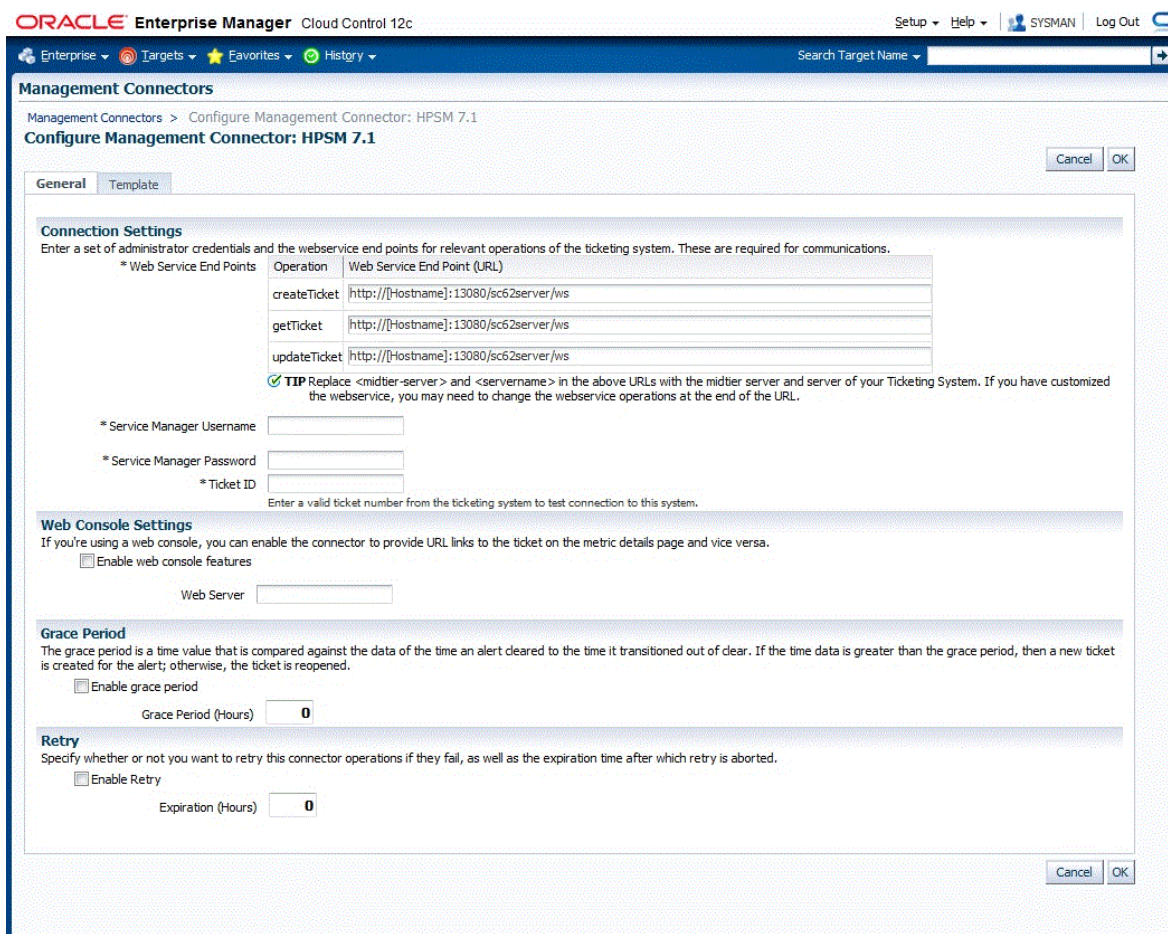 ORACLE Enterprise Manager Cloud Control 12c
Setup Help SYSMAN Log Out
Enterprise Targets Favorites History Search Target Name
Management Connectors
Management Connectors > Configure Management Connector: HPSM 7.1
Configure Management Connector: HPSM 7.1
Cancel OK
General Template
Connection Settings
Enter a set of administrator credentials and the webservice end points for relevant operations of the ticketing system. These are required for communications.
* Web Service End Points Operation Web Service End Point (URL)
createTicket http://[Hostname]:13080/sc62server/ws
getTicket http://[Hostname]:13080/sc62server/ws
updateTicket http://[Hostname]:13080/sc62server/ws
TIP Replace <midtier-server> and <servername> in the above URLs with the midtier server and server of your Ticketing System. If you have customized
the webservice, you may need to change the webservice operations at the end of the URL.
* Service Manager Username
* Service Manager Password
* Ticket ID
Enter a valid ticket number from the ticketing system to test connection to this system.
Web Console Settings
If you're using a web console, you can enable the connector to provide URL links to the ticket on the metric details page and vice versa.
Enable web console features
Web Server
Grace Period
The grace period is a time value that is compared against the data of the time an alert cleared to the time it transitioned out of clear. If the time data is greater than the grace period, then a new ticket
is created for the alert; otherwise, the ticket is reopened.
Enable grace period
Grace Period (Hours) 0
Retry
Specify whether or not you want to retry this connector operations if they fail, as well as the expiration time after which retry is aborted.
Enable Retry
Expiration (Hours) 0
Cancel OK